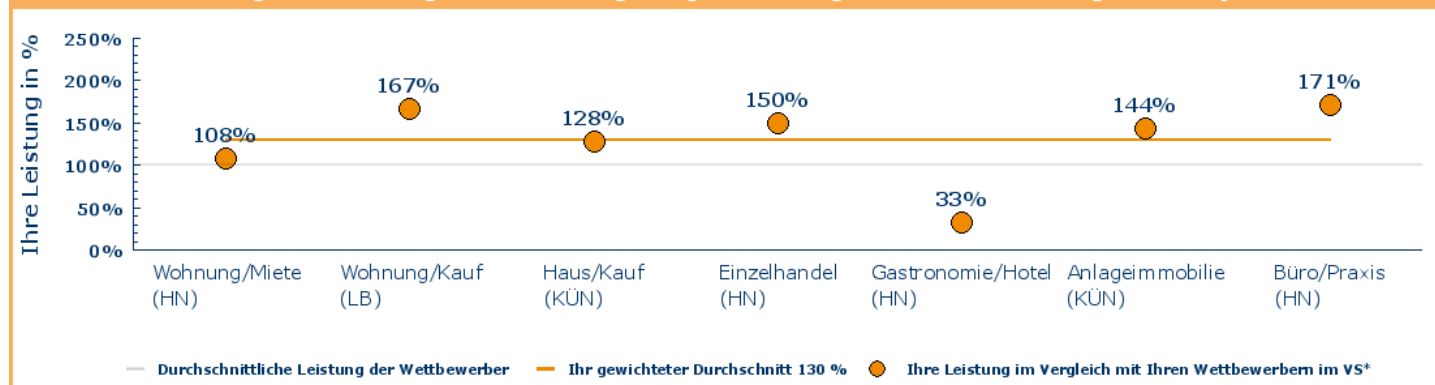 250%
200%
150%
100%
50%
0%
Ihre Leistung in %
108%
167%
128%
150%
33%
144%
171%
Wohnung/Miete
(HN)
Wohnung/Kauf
(LB)
Haus/Kauf
(KÜN)
Einzelhandel
(HN)
Gastronomie/Hotel
(HN)
Anlageimmobilie
(KÜN)
Büro/Praxis
(HN)
Durchschnittliche Leistung der Wettbewerber
Ihr gewichteter Durchschnitt 130 %
Ihre Leistung im Vergleich mit Ihren Wettbewerbern im VS*